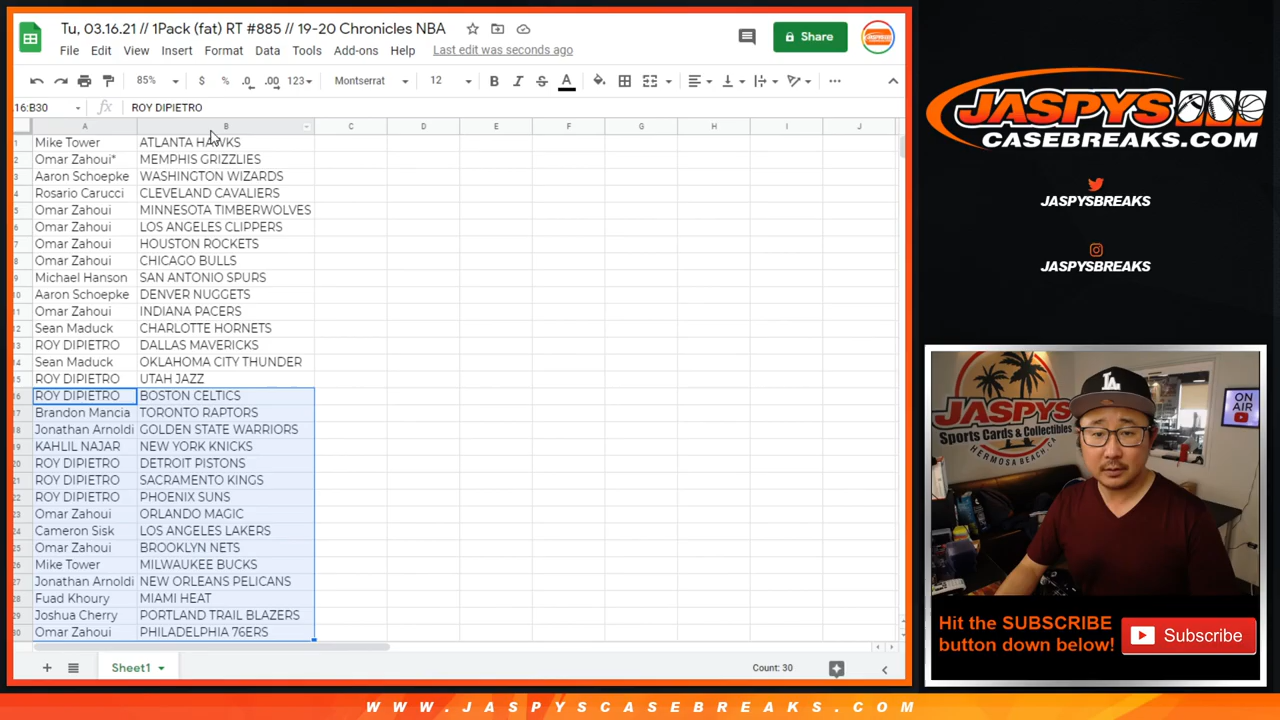 Tu, 03.16.21 // 1Pack (fat) RT #885 // 19-20 Chronicles NBA
File Edit View Insert Format Data Tools Add-ons Help Last edit was seconds ago
Share
85% $ % .0 .00 123 Montserrat 12 B I S A
16:B30 fx ROY DIPIETRO
A B C D E F G H I J
1 Mike Tower ATLANTA HAWKS
2 Omar Zahoui* MEMPHIS GRIZZLIES
3 Aaron Schoepke WASHINGTON WIZARDS
4 Rosario Carucci CLEVELAND CAVALIERS
5 Omar Zahoui MINNESOTA TIMBERWOLVES
6 Omar Zahoui LOS ANGELES CLIPPERS
7 Omar Zahoui HOUSTON ROCKETS
8 Omar Zahoui CHICAGO BULLS
9 Michael Hanson SAN ANTONIO SPURS
10 Aaron Schoepke DENVER NUGGETS
11 Omar Zahoui INDIANA PACERS
12 Sean Maduck CHARLOTTE HORNETS
13 ROY DIPIETRO DALLAS MAVERICKS
14 Sean Maduck OKLAHOMA CITY THUNDER
15 ROY DIPIETRO UTAH JAZZ
16 ROY DIPIETRO BOSTON CELTICS
17 Brandon Mancia TORONTO RAPTORS
18 Jonathan Arnoldi GOLDEN STATE WARRIORS
19 KAHLIL NAJAR NEW YORK KNICKS
20 ROY DIPIETRO DETROIT PISTONS
21 ROY DIPIETRO SACRAMENTO KINGS
22 ROY DIPIETRO PHOENIX SUNS
23 Omar Zahoui ORLANDO MAGIC
24 Cameron Sisk LOS ANGELES LAKERS
25 Omar Zahoui BROOKLYN NETS
26 Mike Tower MILWAUKEE BUCKS
27 Jonathan Arnoldi NEW ORLEANS PELICANS
28 Fuad Khoury MIAMI HEAT
29 Joshua Cherry PORTLAND TRAIL BLAZERS
30 Omar Zahoui PHILADELPHIA 76ERS
Sheet1 Count: 30
JASPYS
CASEBREAKS.COM
JASPYSBREAKS
JASPYSBREAKS
JASPYS
Sports Cards & Collectibles
HERMOSA BEACH, CA
LA
ON AIR
Hit the SUBSCRIBE
button down below!
Subscribe
WWW.JASPYSCASEBREAKS.COM